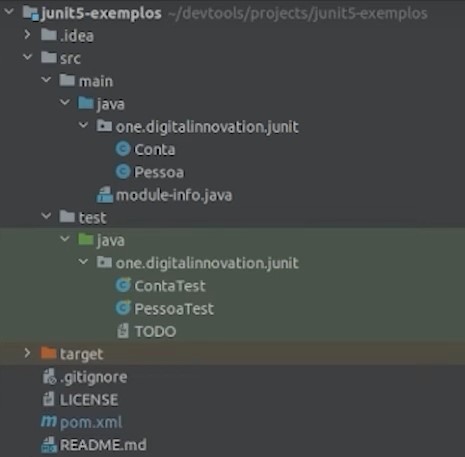 junit5-exemplos ~/devtools/projects/junit5-exemplos
.idea
src
main
java
one.digitalinnovation.junit
Conta
Pessoa
module-info.java
test
java
one.digitalinnovation.junit
ContaTest
PessoaTest
TODO
target
.gitignore
LICENSE
pom.xml
README.md